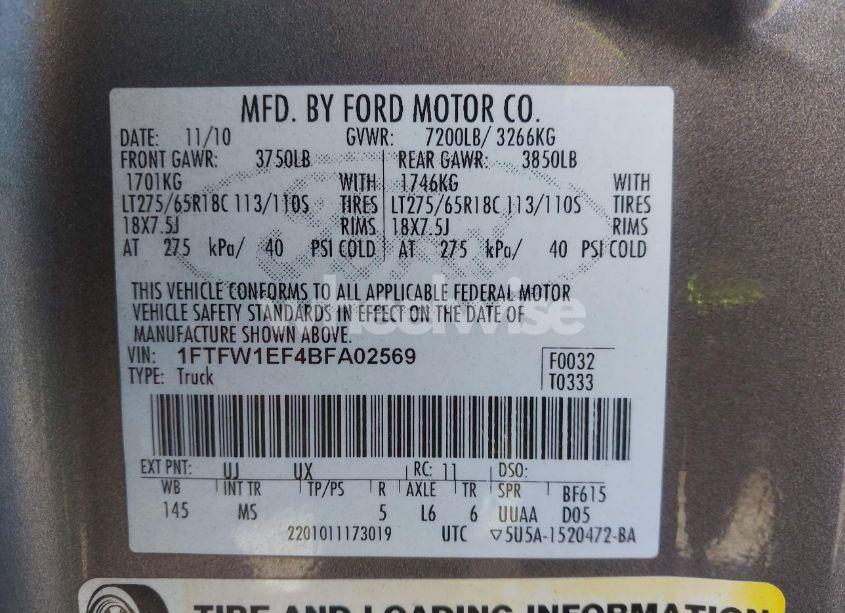 MFD. BY FORD MOTOR CO.
DATE: 11/10 GVWR: 7200LB/ 3266KG
FRONT GAWR: 3750LB REAR GAWR: 3850LB
1701KG WITH 1746KG WITH
LT275/65R18C 113/110S TIRES LT275/65R18C 113/110S TIRES
18X7.5J RIMS 18X7.5J RIMS
AT 275 kPa/ 40 PSI COLD AT 275 kPa/ 40 PSI COLD
THIS VEHICLE CONFORMS TO ALL APPLICABLE FEDERAL MOTOR
VEHICLE SAFETY STANDARDS IN EFFECT ON THE DATE OF
MANUFACTURE SHOWN ABOVE.
wheelwise
VIN: 1FTFW1EF4BFA02569 F0032
TYPE: Truck T0333
EXT PNT: UJ UX RC: 11 DSO:
WB INT TR TP/PS R AXLE TR SPR BF615
145 MS 5 L6 6 UUAA D05
2201011173019 UTC ▽5U5A-1520472-BA
TIRE AND LOADING INFORMATION